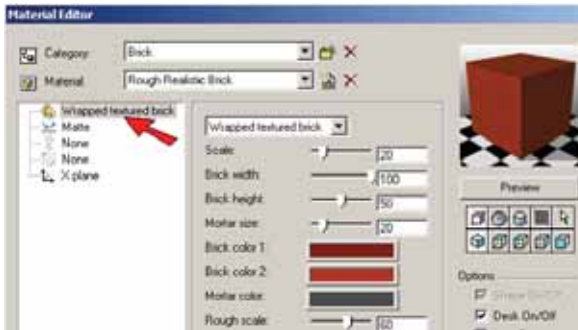 Material Editor
Category: Brick
Material: Rough Realistic Brick
Wrapped textured brick
Matte
None
None
X plane
Wrapped textured brick
Scale: 20
Brick width: 100
Brick height: 50
Mortar size: 20
Brick color 1:
Brick color 2:
Mortar color:
Rough scale: 60
Preview
Options
Desk On/Off